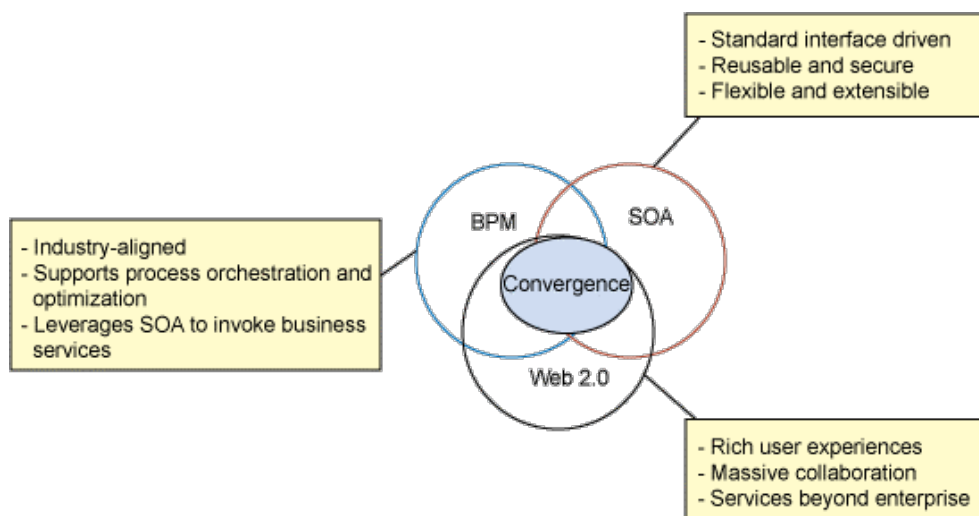 - Standard interface driven
- Reusable and secure
- Flexible and extensible
BPM
SOA
- Industry-aligned
- Supports process orchestration and
optimization
- Leverages SOA to invoke business
services
Convergence
Web 2.0
- Rich user experiences
- Massive collaboration
- Services beyond enterprise